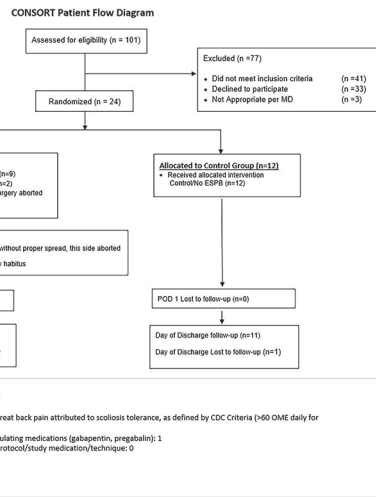 CONSORT Patient Flow Diagram
Assessed for eligibility (n = 101)
Excluded (n =77)
• Did not meet inclusion criteria (n =41)
• Declined to participate (n =33)
• Not Appropriate per MD (n =3)
Randomized (n = 24)
(n=9)
n=2)
urgery aborted
Allocated to Control Group (n=12)
• Received allocated intervention
Control/No ESPB (n=12)
without proper spread, this side aborted
y habitus
POD 1 Lost to follow-up (n=0)
Day of Discharge follow-up (n=11)
Day of Discharge Lost to follow-up (n=1)
reat back pain attributed to scoliosis tolerance, as defined by CDC Criteria (>60 OME daily for
ulating medications (gabapentin, pregabalin): 1
rotocol/study medication/technique: 0